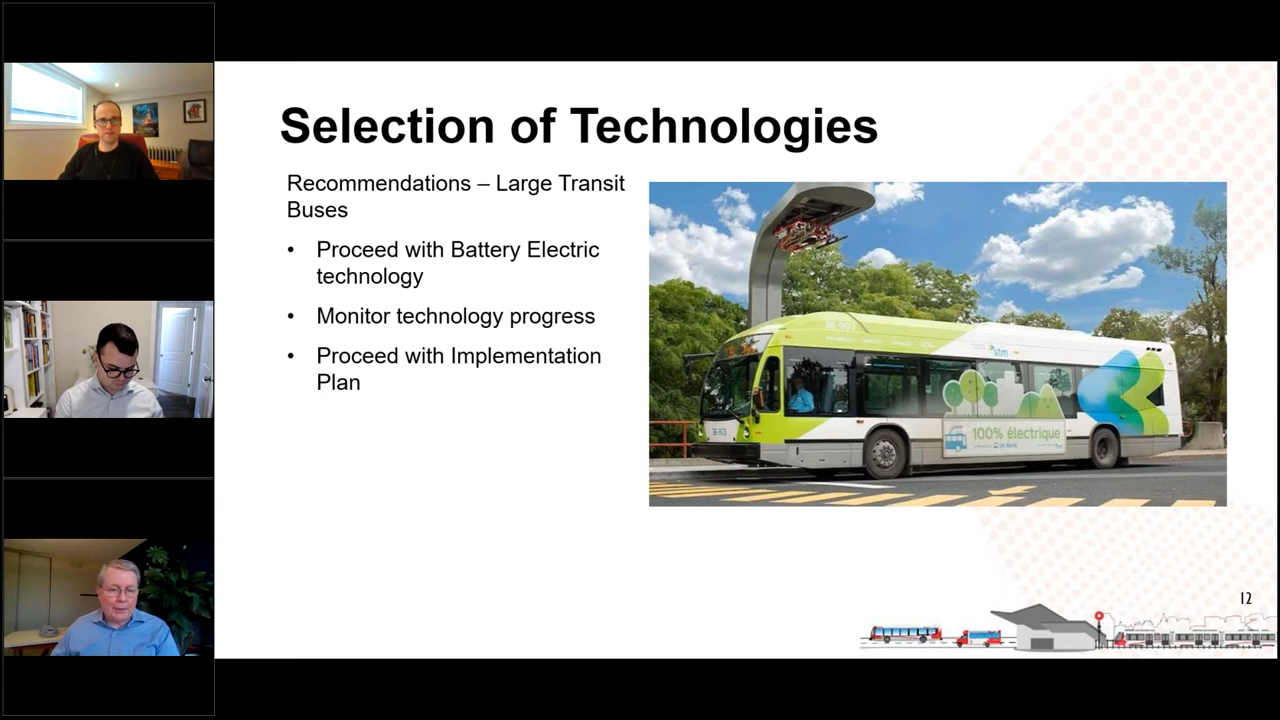 Selection of Technologies
Recommendations – Large Transit
Buses
• Proceed with Battery Electric
technology
• Monitor technology progress
• Proceed with Implementation
Plan
stm
100% électrique
12